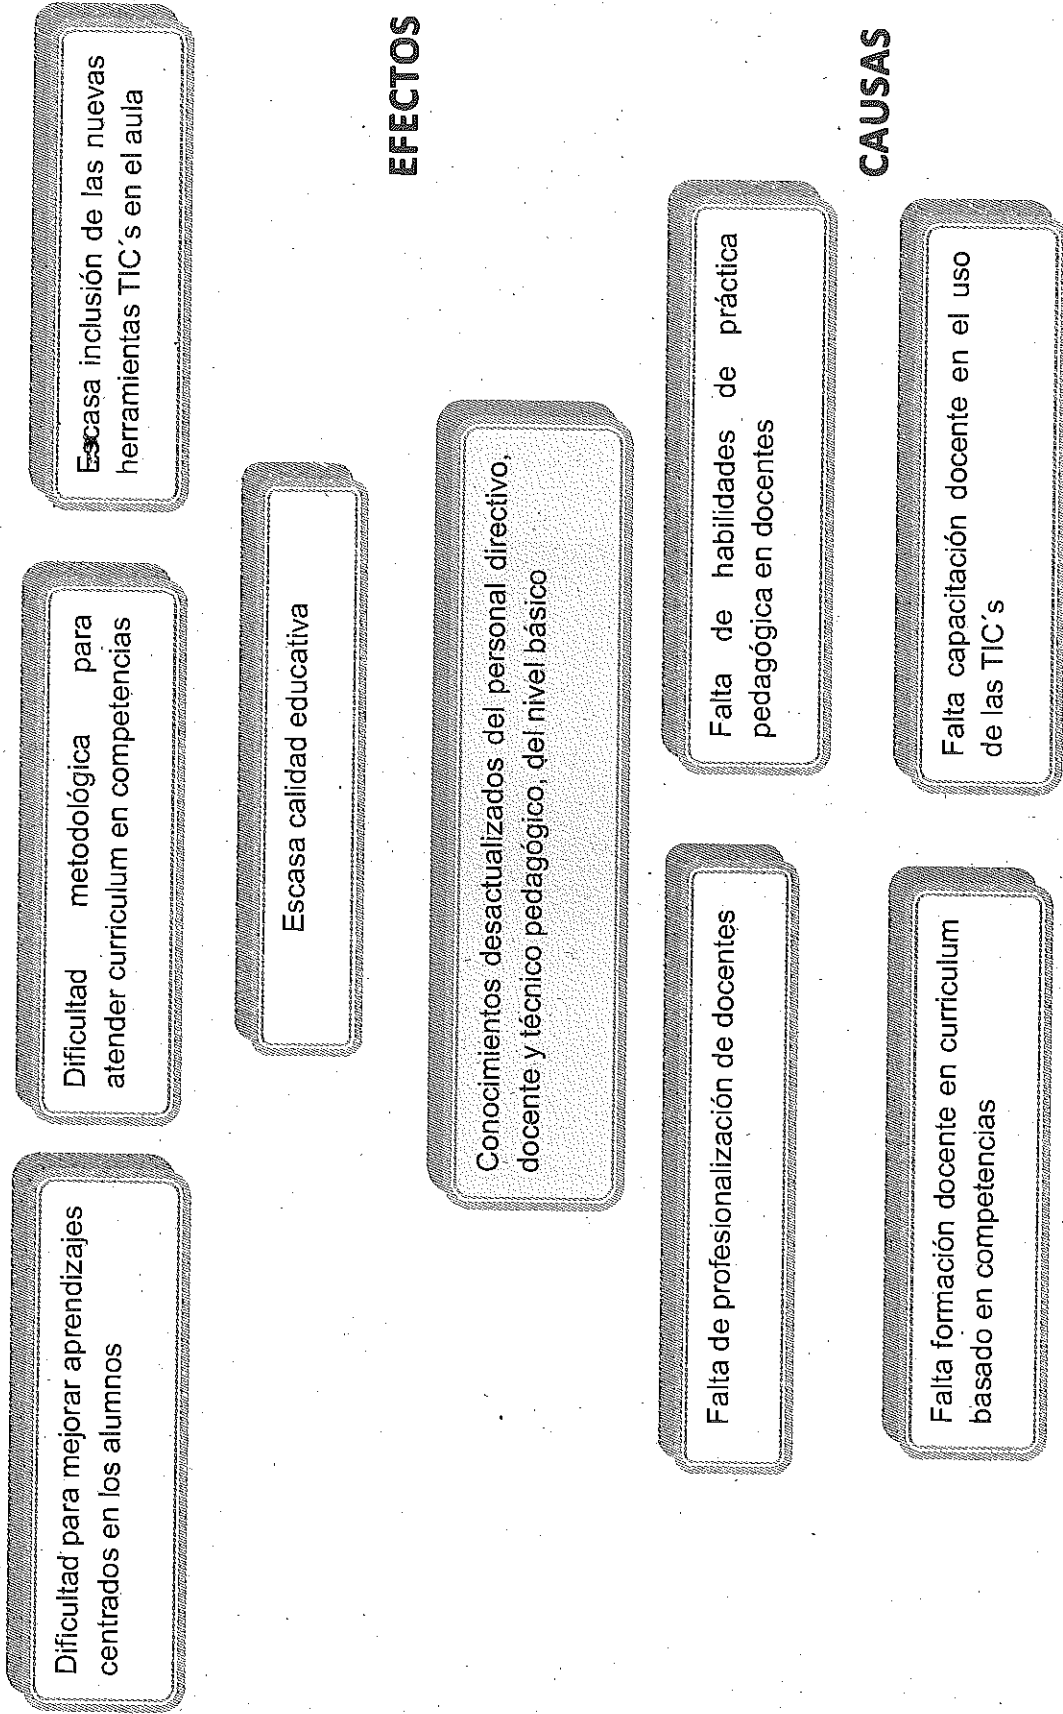 Dificultad para mejorar aprendizajes
centrados en los alumnos
Dificultad metodológica para
atender curriculum en competencias
Escasa inclusión de las nuevas
herramientas TIC´s en el aula
Escasa calidad educativa
EFECTOS
Conocimientos desactualizados del personal directivo,
docente y técnico pedagógico, del nivel básico
Falta de profesionalización de docentes
Falta de habilidades de práctica
pedagógica en docentes
CAUSAS
Falta formación docente en curriculum
basado en competencias
Falta capacitación docente en el uso
de las TIC´s